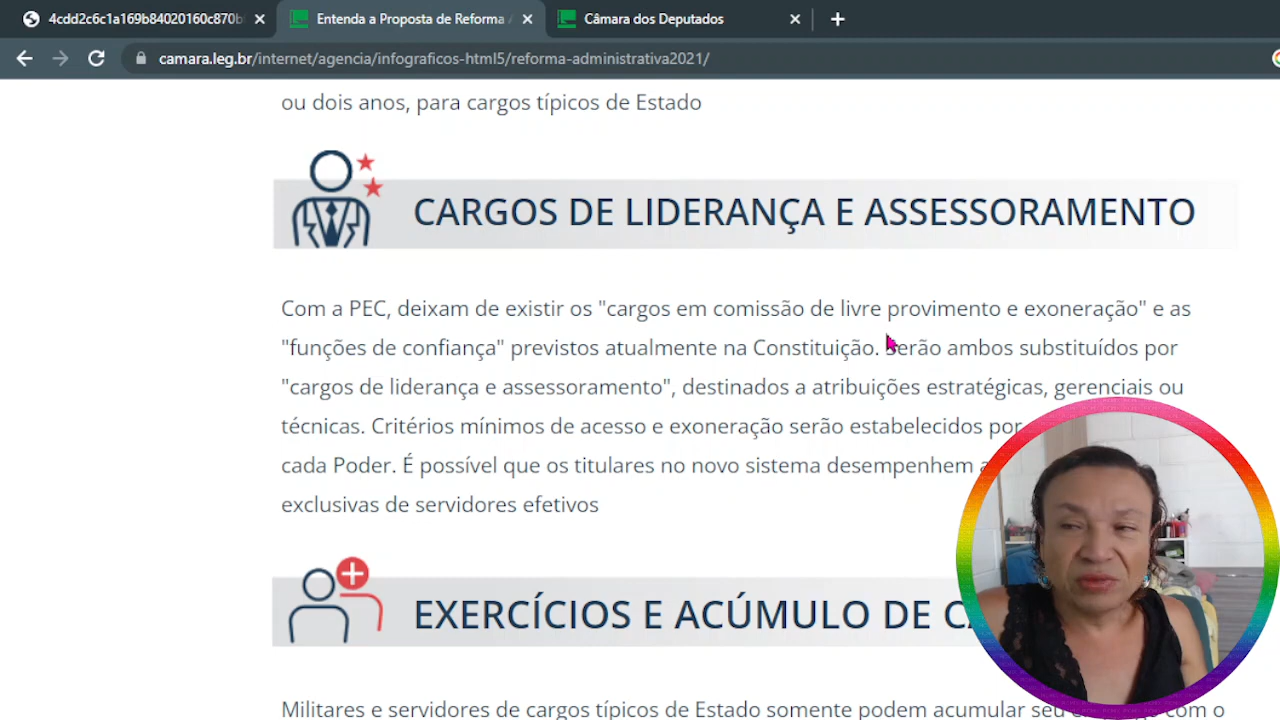 4cdd2c6c1a169b84020160c870b
Entenda a Proposta de Reforma
Câmara dos Deputados
camara.leg.br/internet/agencia/infograficos-html5/reforma-administrativa2021/
ou dois anos, para cargos típicos de Estado
CARGOS DE LIDERANÇA E ASSESSORAMENTO
Com a PEC, deixam de existir os "cargos em comissão de livre provimento e exoneração" e as
"funções de confiança" previstos atualmente na Constituição. Serão ambos substituídos por
"cargos de liderança e assessoramento", destinados a atribuições estratégicas, gerenciais ou
técnicas. Critérios mínimos de acesso e exoneração serão estabelecidos por
cada Poder. É possível que os titulares no novo sistema desempenhem
exclusivas de servidores efetivos
EXERCÍCIOS E ACÚMULO DE
Militares e servidores de cargos típicos de Estado somente podem acumular com o